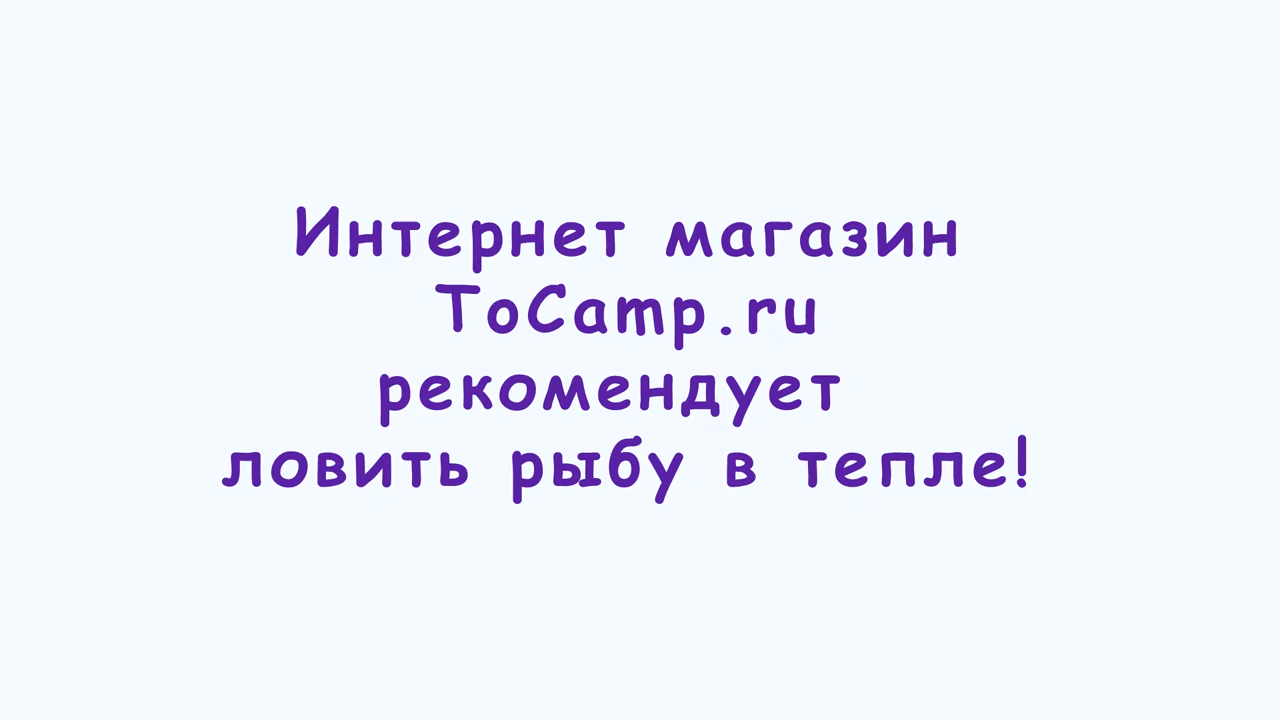 Интернет магазин
ToCamp.ru
рекомендует
ловить рыбу в тепле!